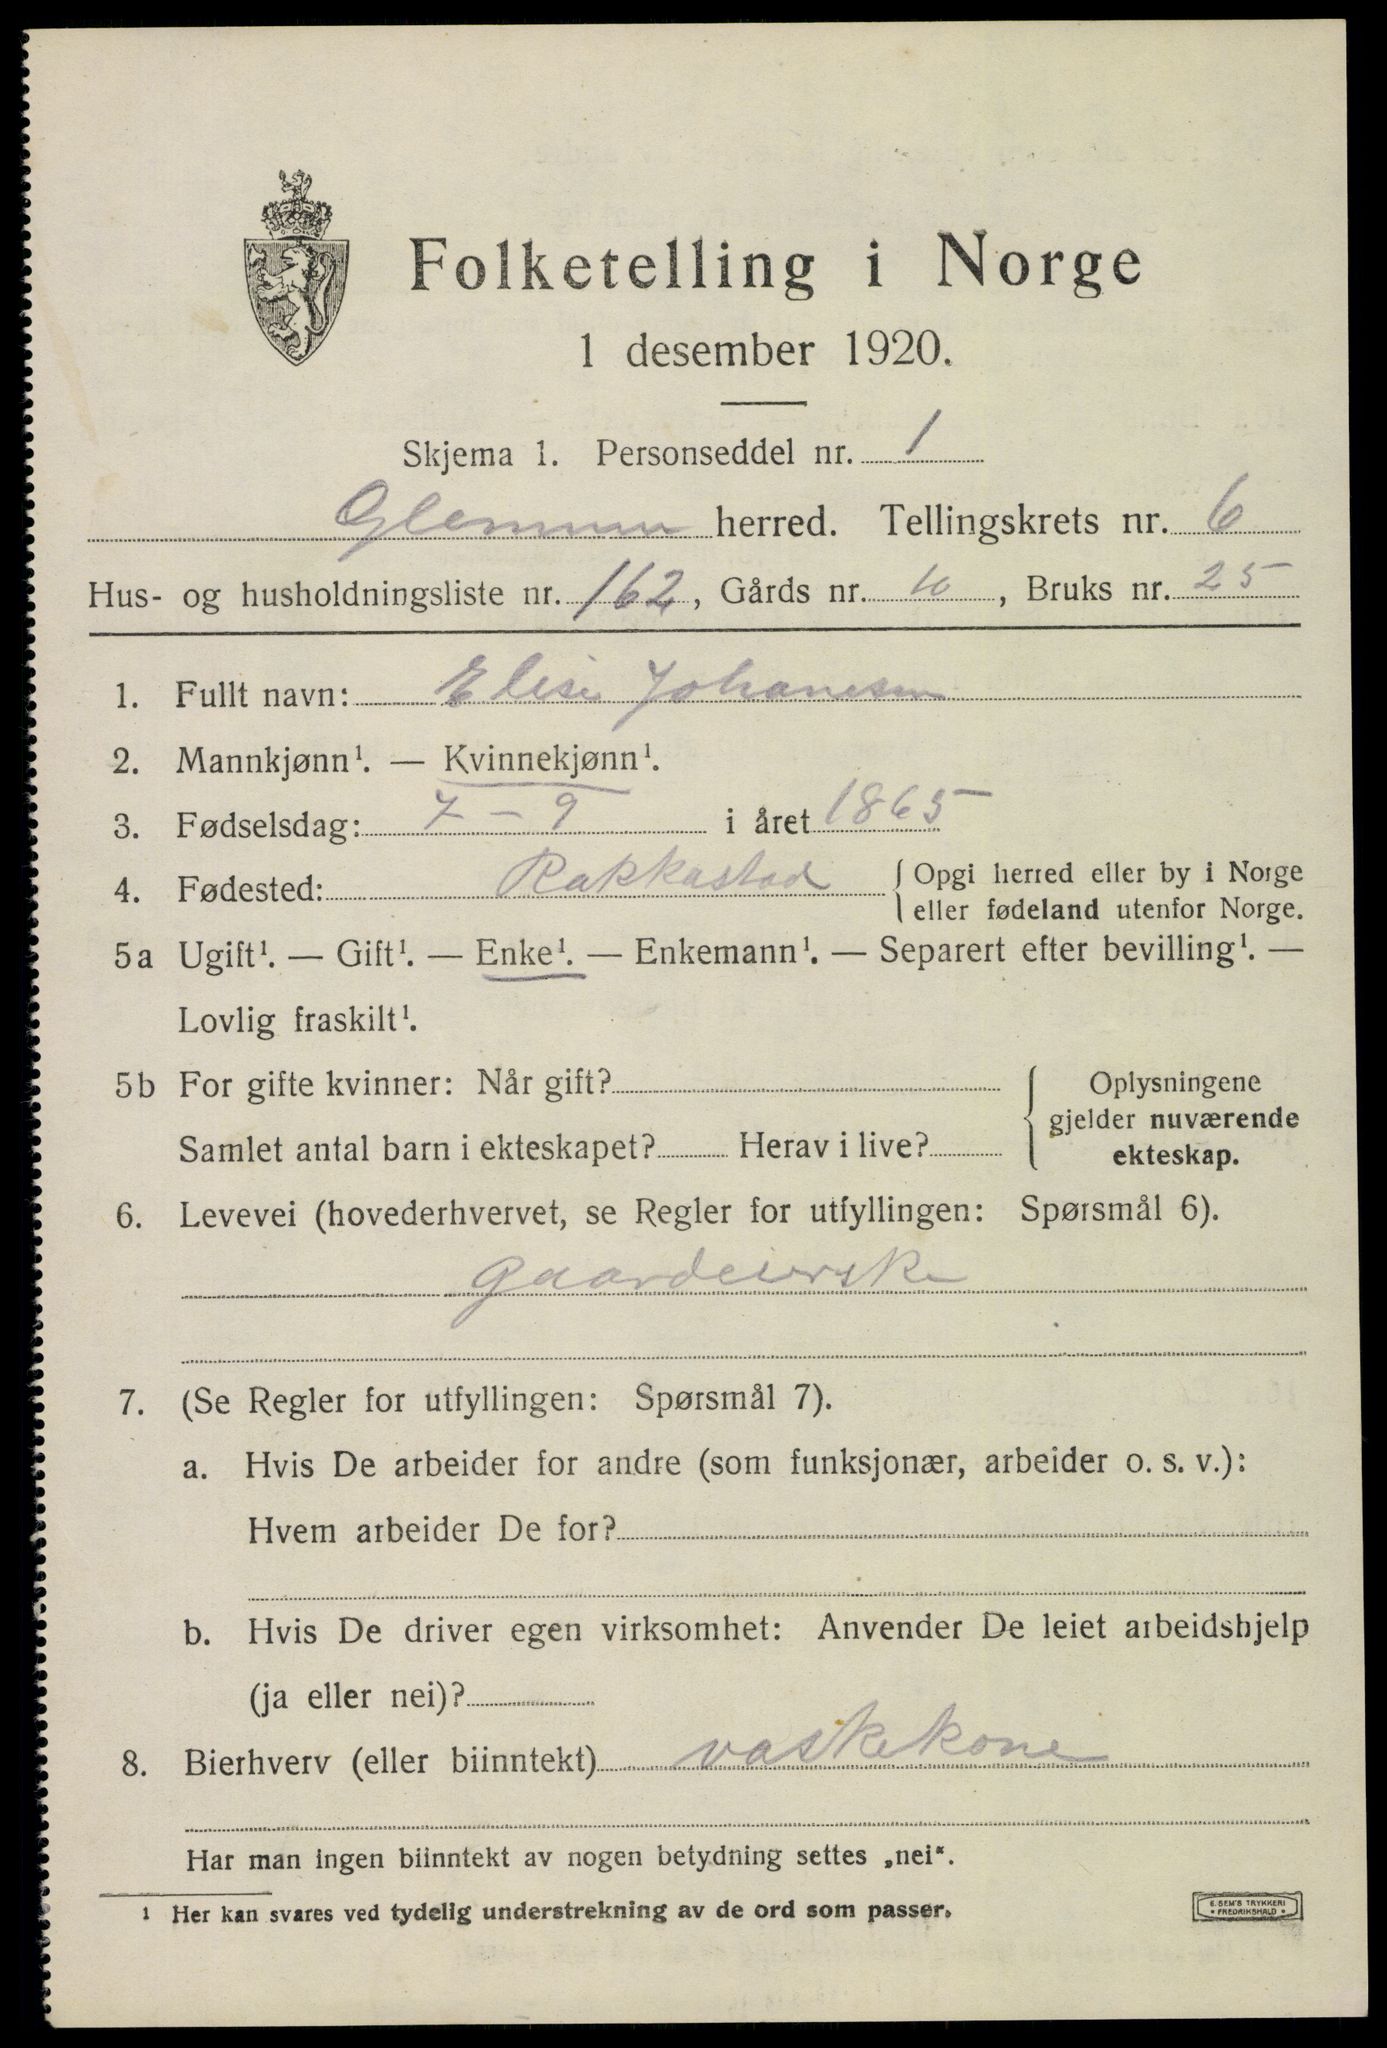 Folketelling i Norge
1 desember 1920.
Skjema 1. Personseddel nr. 1
Glemmen herred. Tellingskrets nr. 6
Hus- og husholdningsliste nr. 162, Gårds nr. 10, Bruks nr. 25
1. Fullt navn: Elise Johanesen
2. Mannkjønn¹. — Kvinnekjønn¹.
3. Fødselsdag: 7 - 9 i året 1865
4. Fødested: Rakkestad { Opgi herred eller by i Norge
eller fødeland utenfor Norge.
5a Ugift¹. — Gift¹. — Enke¹. — Enkemann¹. — Separert efter bevilling¹. —
Lovlig fraskilt¹.
5b For gifte kvinner: Når gift? { Oplysningene
gjelder nuværende
Samlet antal barn i ekteskapet? Herav i live? ekteskap.
6. Levevei (hovederhvervet, se Regler for utfyllingen: Spørsmål 6).
Gaardeierske
7. (Se Regler for utfyllingen: Spørsmål 7).
a. Hvis De arbeider for andre (som funksjonær, arbeider o. s. v.):
Hvem arbeider De for?
b. Hvis De driver egen virksomhet: Anvender De leiet arbeidshjelp
(ja eller nei)?
8. Bierhverv (eller biinntekt) vaskekone
Har man ingen biinntekt av nogen betydning settes „nei".
¹ Her kan svares ved tydelig understrekning av de ord som passer.
E. SEM'S TRYKKERI
• FREDRIKSHALD •